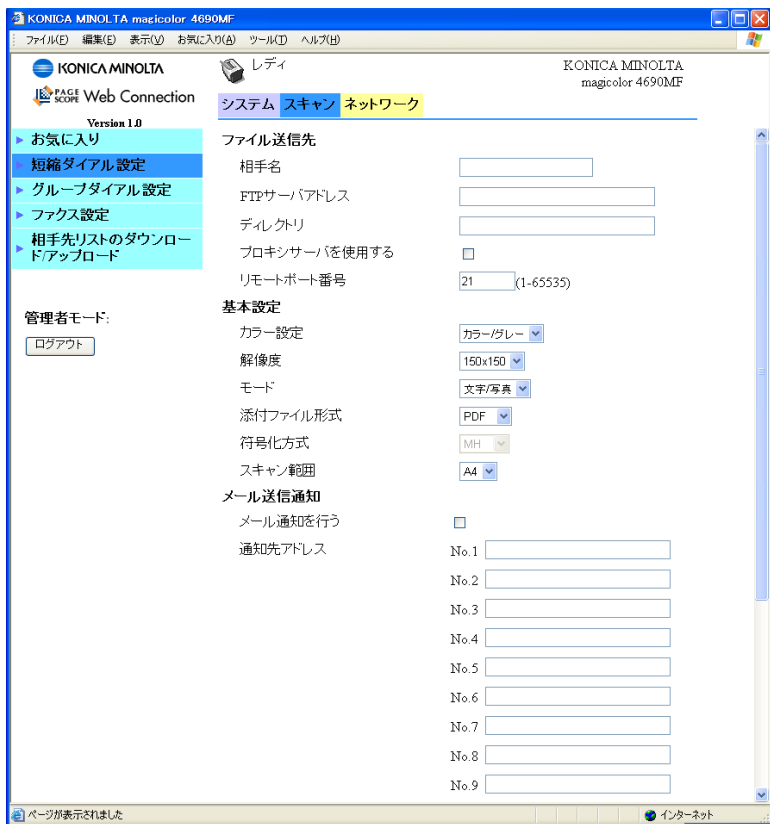 KONICA MINOLTA magicolor 4690MF
ファイル(F) 編集(E) 表示(V) お気に入り(A) ツール(T) ヘルプ(H)
KONICA MINOLTA
レディ
KONICA MINOLTA
magicolor 4690MF
PAGE SCOPE Web Connection
Version 1.0
システム スキャン ネットワーク
お気に入り
短縮ダイアル設定
グループダイアル設定
ファクス設定
相手先リストのダウンロー
ド/アップロード
管理者モード:
ログアウト
ファイル送信先
相手名
FTPサーバアドレス
ディレクトリ
プロキシサーバを使用する
リモートポート番号 21 (1-65535)
基本設定
カラー設定 カラー/グレー
解像度 150x150
モード 文字/写真
添付ファイル形式 PDF
符号化方式 MH
スキャン範囲 A4
メール送信通知
メール通知を行う
通知先アドレス No.1
No.2
No.3
No.4
No.5
No.6
No.7
No.8
No.9
ページが表示されました インターネット